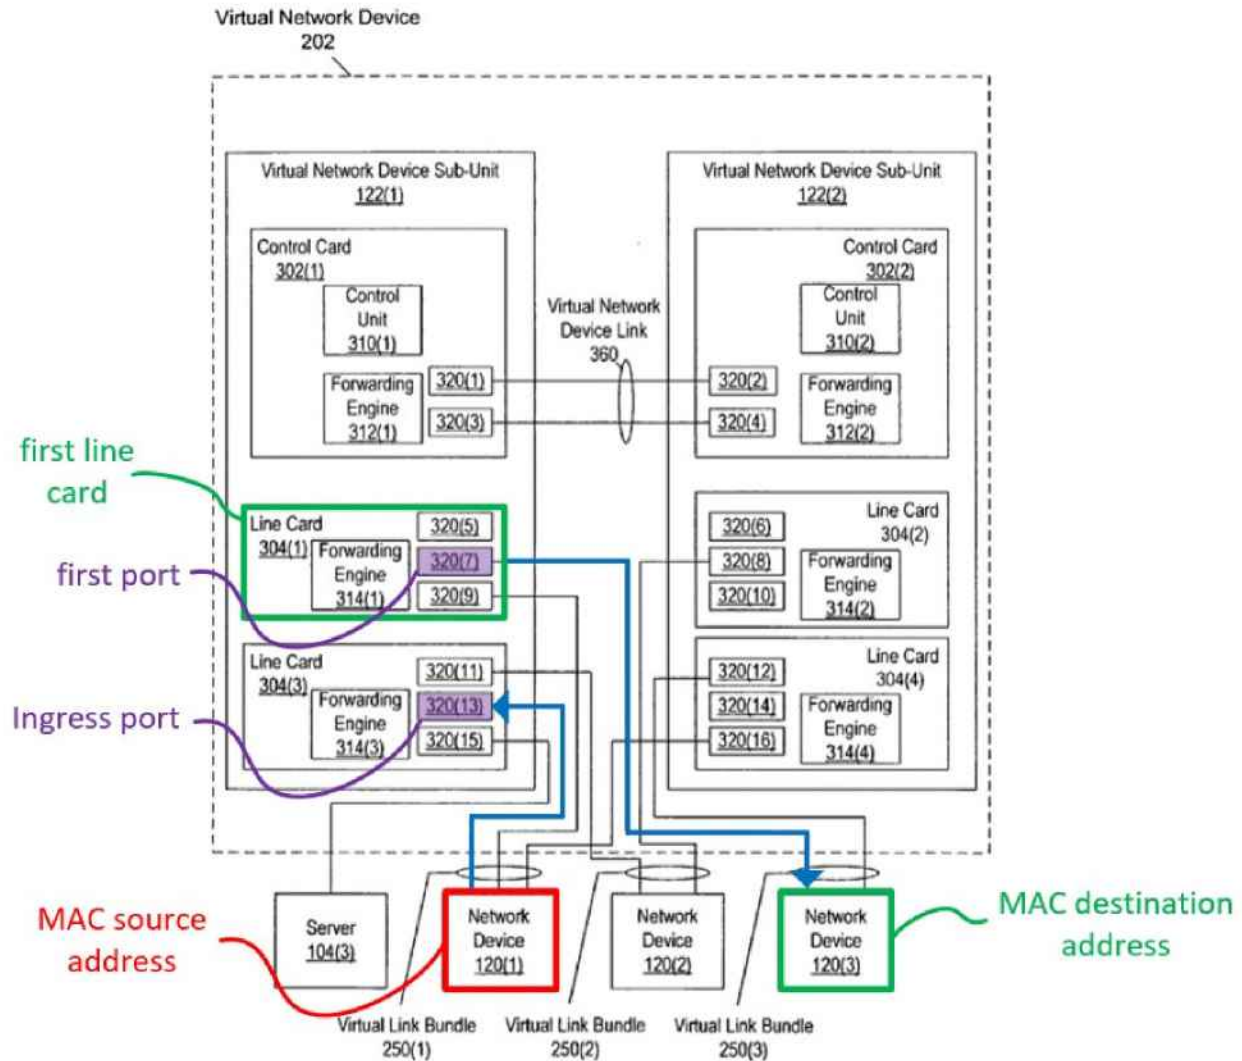 Virtual Network Device
202
Virtual Network Device Sub-Unit
122(1)
Control Card
302(1)
Control
Unit
310(1)
Forwarding
Engine
312(1)
320(1)
320(3)
Virtual Network
Device Link
360
Virtual Network Device Sub-Unit
122(2)
Control Card
302(2)
Control
Unit
310(2)
320(2)
320(4)
Forwarding
Engine
312(2)
first line
card
Line Card
304(1)
Forwarding
Engine
314(1)
320(5)
320(7)
320(9)
first port
320(6)
320(8)
320(10)
Line Card
304(2)
Forwarding
Engine
314(2)
Line Card
304(3)
Forwarding
Engine
314(3)
320(11)
320(13)
320(15)
Ingress port
320(12)
320(14)
320(16)
Line Card
304(4)
Forwarding
Engine
314(4)
MAC source
address
Server
104(3)
Network
Device
120(1)
Network
Device
120(2)
Network
Device
120(3)
MAC destination
address
Virtual Link Bundle
250(1)
Virtual Link Bundle
250(2)
Virtual Link Bundle
250(3)